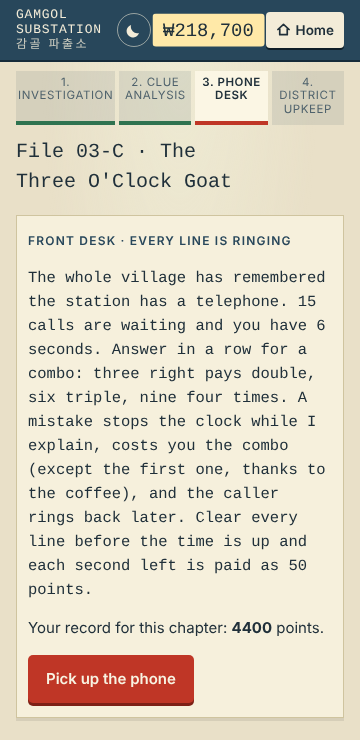 GAMGOL
SUBSTATION
감골 파출소
₩218,700
Home
1.
INVESTIGATION
2. CLUE
ANALYSIS
3. PHONE
DESK
4.
DISTRICT
UPKEEP
File 03-C · The
Three O'Clock Goat
FRONT DESK · EVERY LINE IS RINGING
The whole village has remembered
the station has a telephone. 15
calls are waiting and you have 6
seconds. Answer in a row for a
combo: three right pays double,
six triple, nine four times. A
mistake stops the clock while I
explain, costs you the combo
(except the first one, thanks to
the coffee), and the caller
rings back later. Clear every
line before the time is up and
each second left is paid as 50
points.
Your record for this chapter: 4400 points.
Pick up the phone